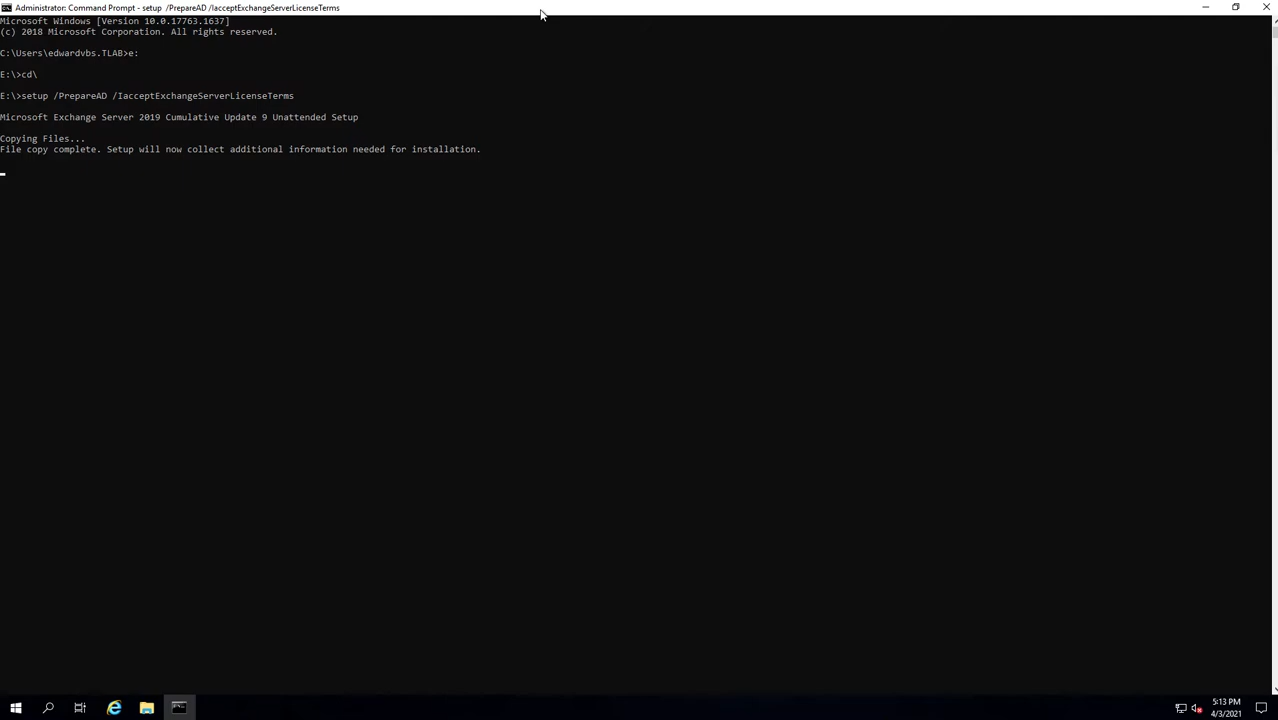 Administrator: Command Prompt - setup  /PrepareAD /IacceptExchangeServerLicenseTerms
Microsoft Windows [Version 10.0.17763.1637]
(c) 2018 Microsoft Corporation. All rights reserved.
C:\Users\edwardvbs.TLAB>e:
E:\>cd\
E:\>setup /PrepareAD /IacceptExchangeServerLicenseTerms
Microsoft Exchange Server 2019 Cumulative Update 9 Unattended Setup
Copying Files...
File copy complete. Setup will now collect additional information needed for installation.
5:13 PM
4/3/2021